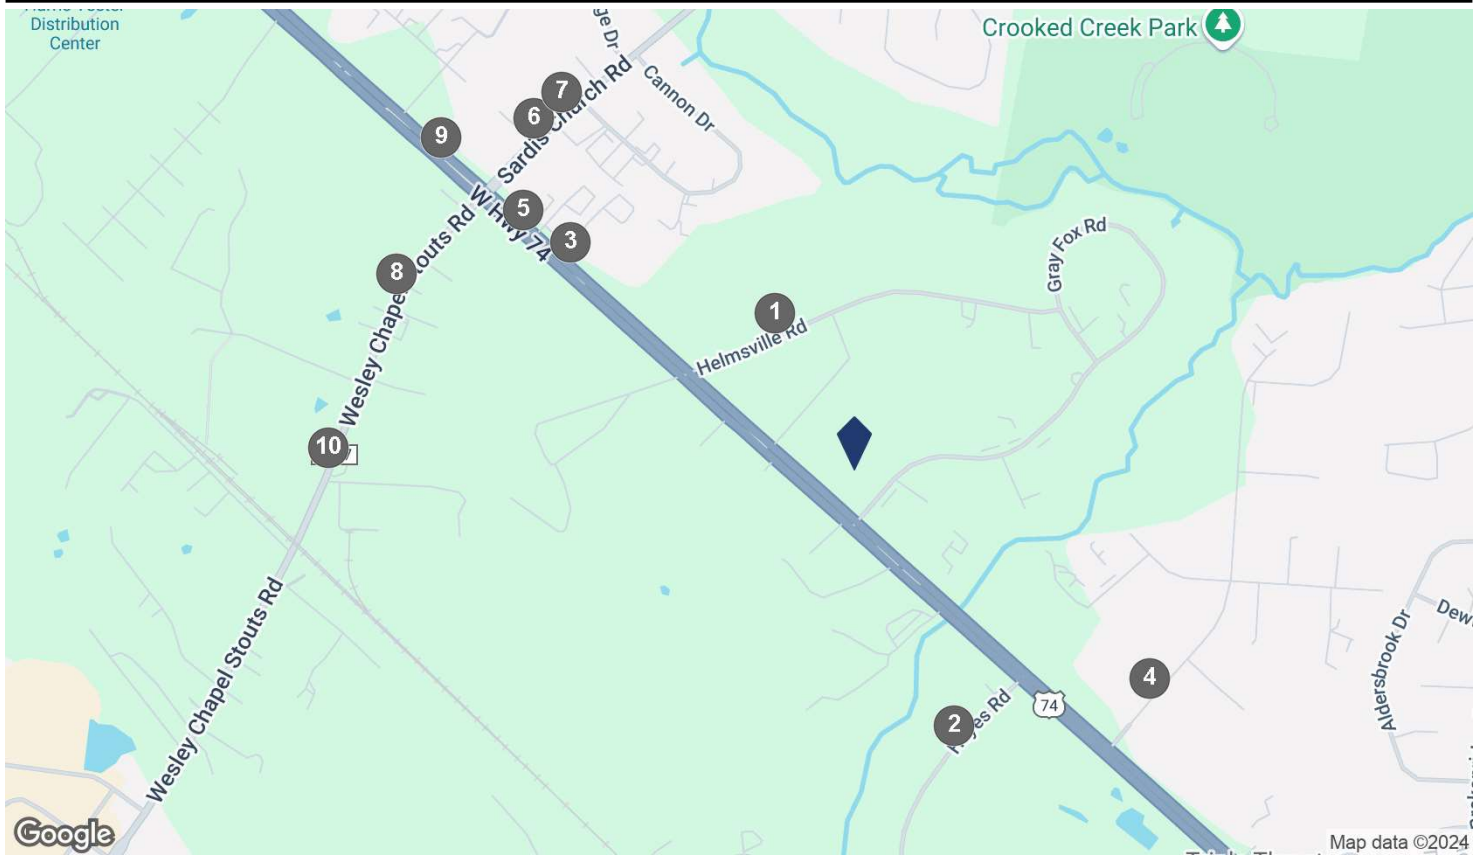 Distribution
Center
Crooked Creek Park
ge Dr
Cannon Dr
7
6
Sardis Church Rd
9
W Hwy 74
5
3
8
Wesley Chapel Stouts Rd
Gray Fox Rd
1
Helmsville Rd
10
Wesley Chapel Stouts Rd
Aldersbrook Dr
4
74
2
Google
Map data ©2024